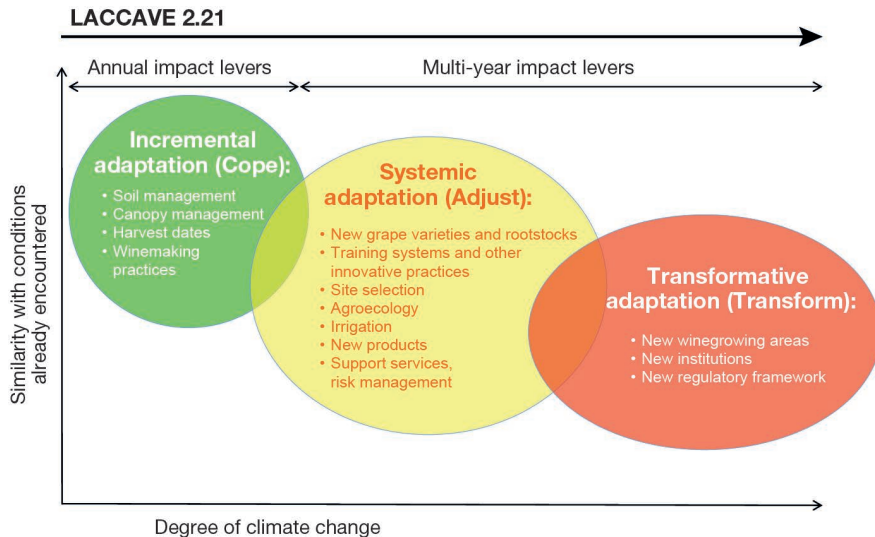 LACCAVE 2.21
Annual impact levers
Multi-year impact levers
Similarity with conditions
already encountered
Incremental
adaptation (Cope):
• Soil management
• Canopy management
• Harvest dates
• Winemaking
practices
Systemic
adaptation (Adjust):
• New grape varieties and rootstocks
• Training systems and other
innovative practices
• Site selection
• Agroecology
• Irrigation
• New products
• Support services,
risk management
Transformative
adaptation (Transform):
• New winegrowing areas
• New institutions
• New regulatory framework
Degree of climate change